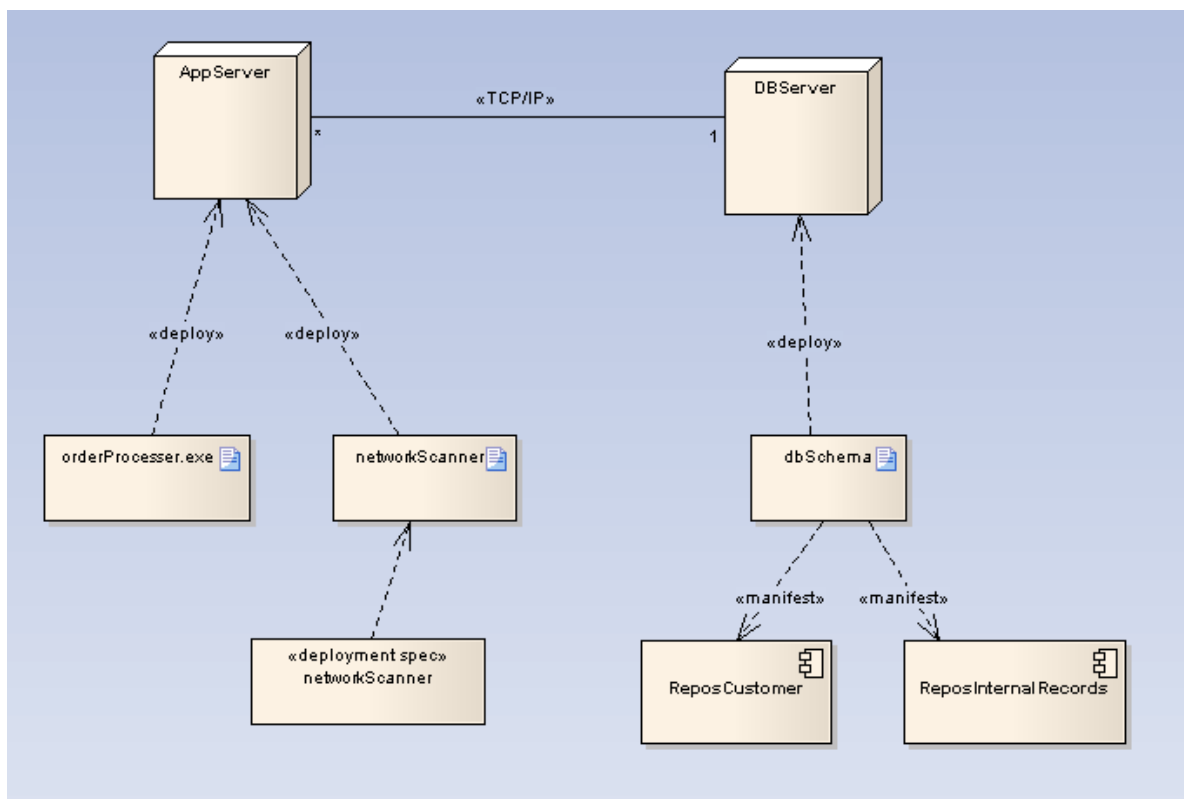 AppServer
DBServer
«TCP/IP»
*
1
«deploy»
«deploy»
«deploy»
orderProcesser.exe
networkScanner
dbSchema
«manifest»
«manifest»
«deployment spec»
networkScanner
ReposCustomer
ReposInternalRecords